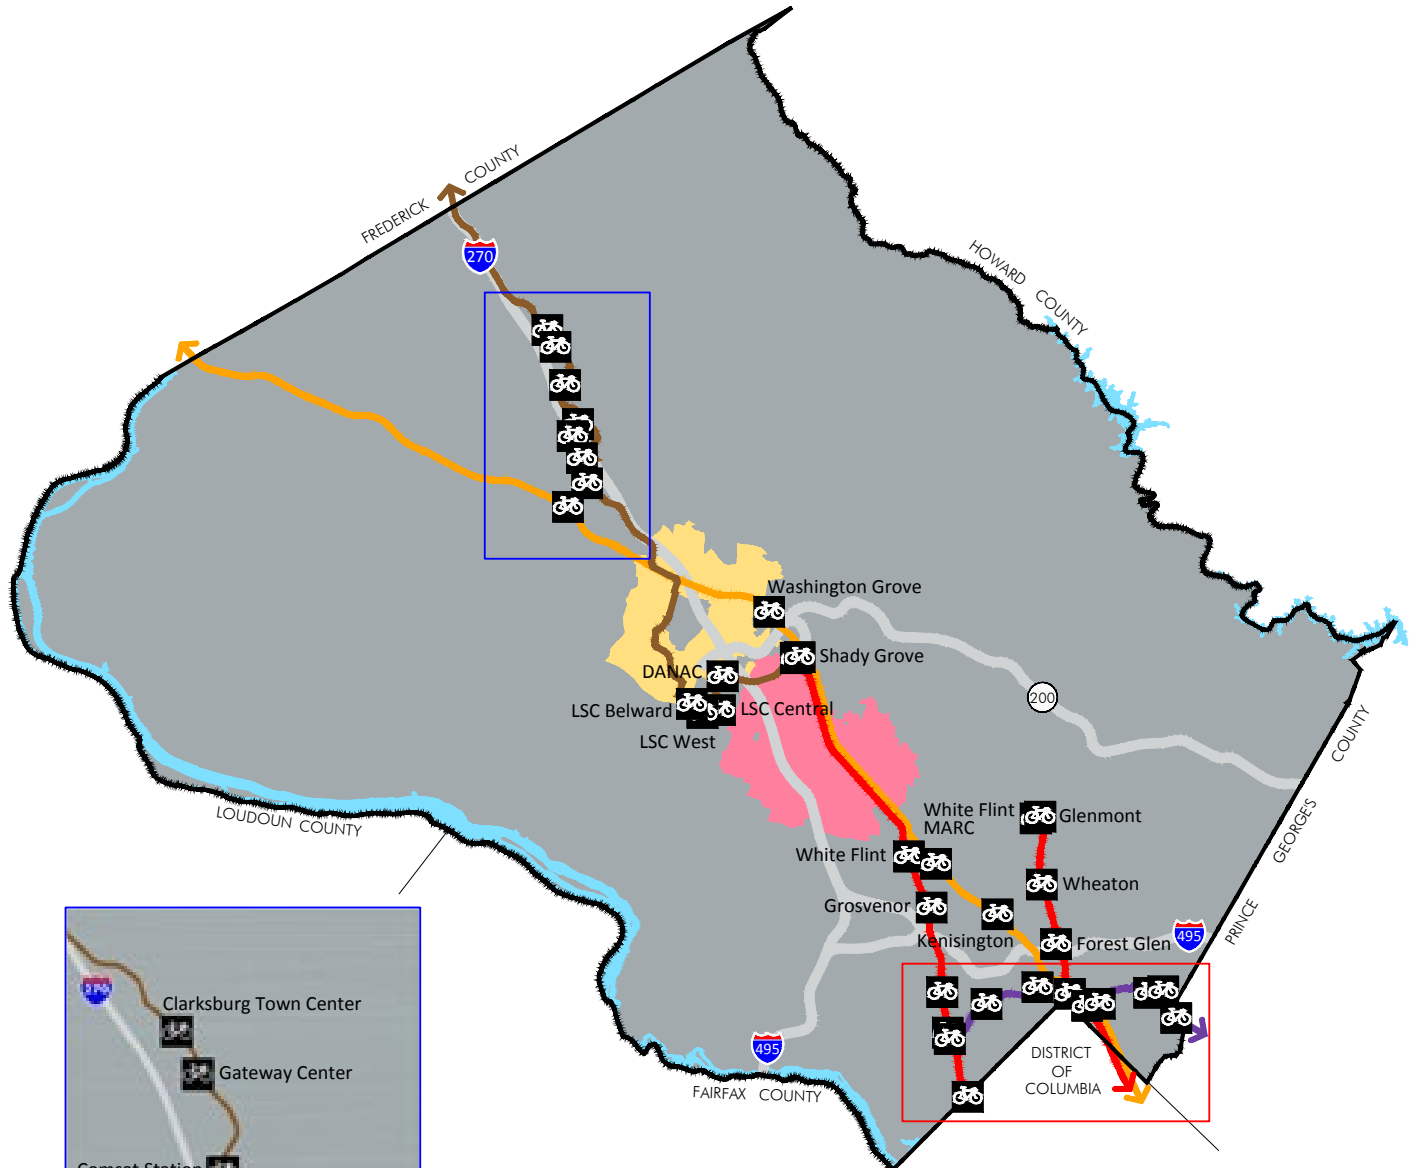 FREDERICK COUNTY
270
HOWARD COUNTY
Washington Grove
Shady Grove
DANAC
LSC Belward
LSC Central
LSC West
200
COUNTY
GEORGE'S
PRINCE
LOUDOUN COUNTY
White Flint
MARC
Glenmont
White Flint
Wheaton
Grosvenor
Kenisington
Forest Glen
495
495
DISTRICT
OF
COLUMBIA
FAIRFAX COUNTY
Clarksburg Town Center
Gateway Center
Comsat Station